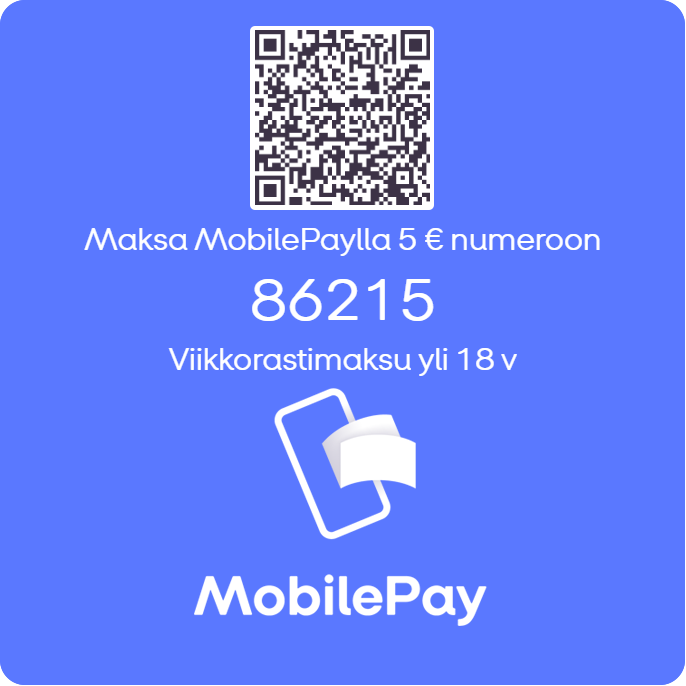 Maksa MobilePaylla 5 € numeroon
86215
Viikkorastimaksu yli 18 v
MobilePay